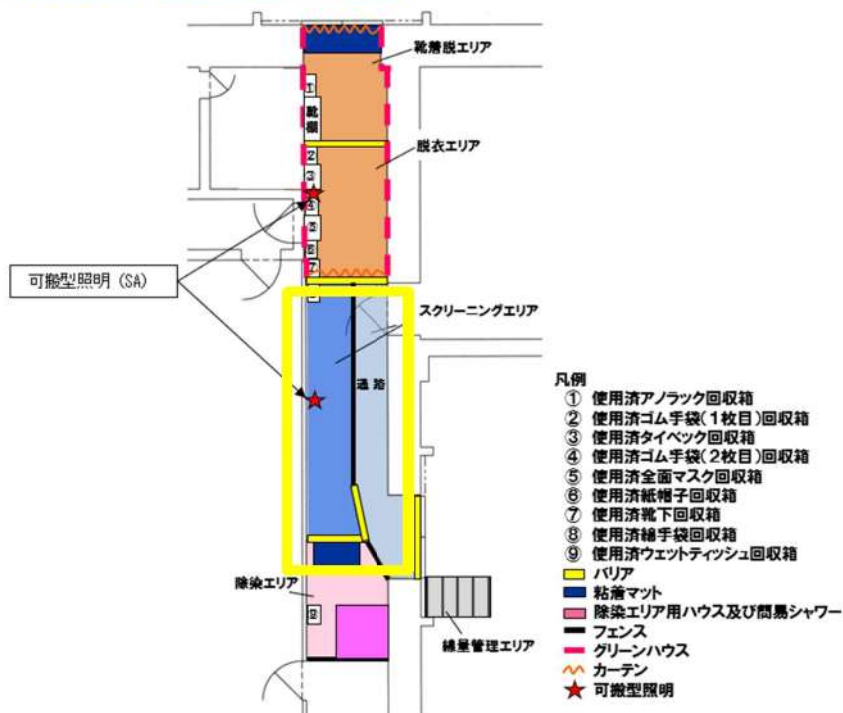 靴着脱エリア
①
靴棚
脱衣エリア
②
③
④
⑤
⑥
⑦
可搬型照明 (SA)
スクリーニングエリア
通路
凡例
① 使用済アノラック回収箱
② 使用済ゴム手袋(1枚目)回収箱
③ 使用済タイベック回収箱
④ 使用済ゴム手袋(2枚目)回収箱
⑤ 使用済全面マスク回収箱
⑥ 使用済紙帽子回収箱
⑦ 使用済靴下回収箱
⑧ 使用済綿手袋回収箱
⑨ 使用済ウェットティッシュ回収箱
バリア
粘着マット
除染エリア用ハウス及び簡易シャワー
フェンス
グリーンハウス
カーテン
可搬型照明
除染エリア
⑨
線量管理エリア